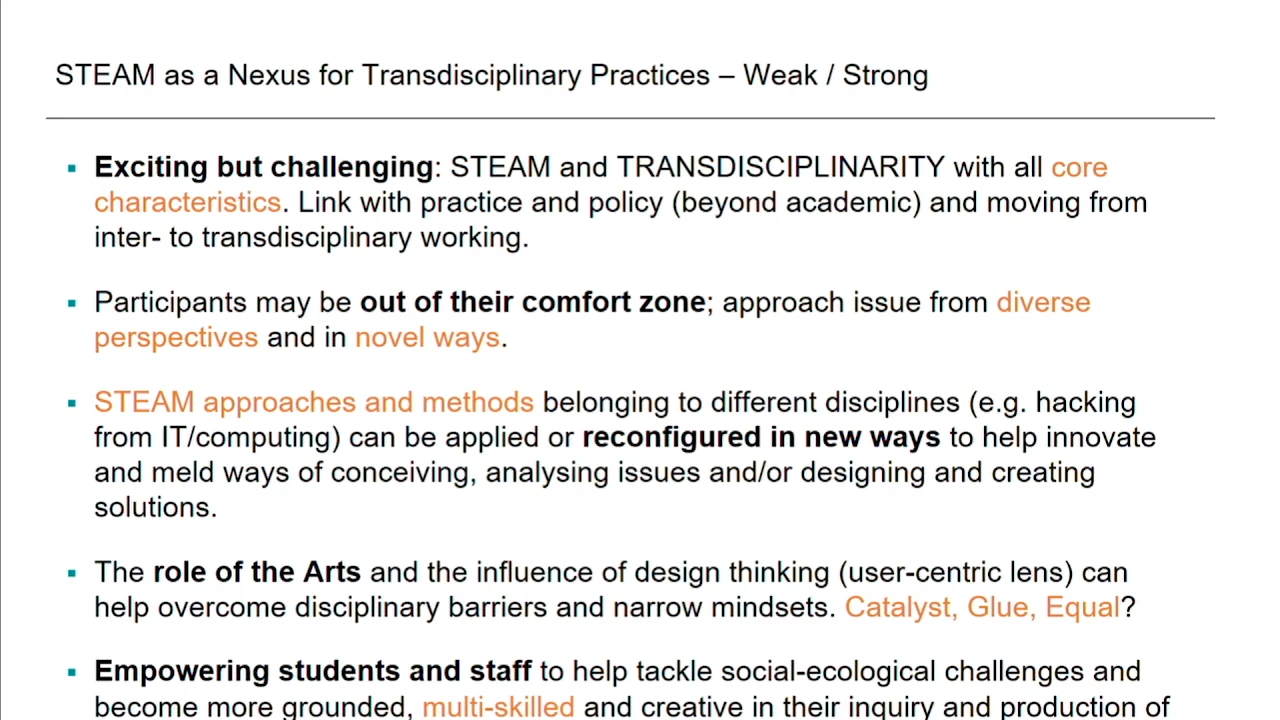 STEAM as a Nexus for Transdisciplinary Practices – Weak / Strong
▪ Exciting but challenging: STEAM and TRANSDISCIPLINARITY with all core
characteristics. Link with practice and policy (beyond academic) and moving from
inter- to transdisciplinary working.
▪ Participants may be out of their comfort zone; approach issue from diverse
perspectives and in novel ways.
▪ STEAM approaches and methods belonging to different disciplines (e.g. hacking
from IT/computing) can be applied or reconfigured in new ways to help innovate
and meld ways of conceiving, analysing issues and/or designing and creating
solutions.
▪ The role of the Arts and the influence of design thinking (user-centric lens) can
help overcome disciplinary barriers and narrow mindsets. Catalyst, Glue, Equal?
▪ Empowering students and staff to help tackle social-ecological challenges and
become more grounded, multi-skilled and creative in their inquiry and production of